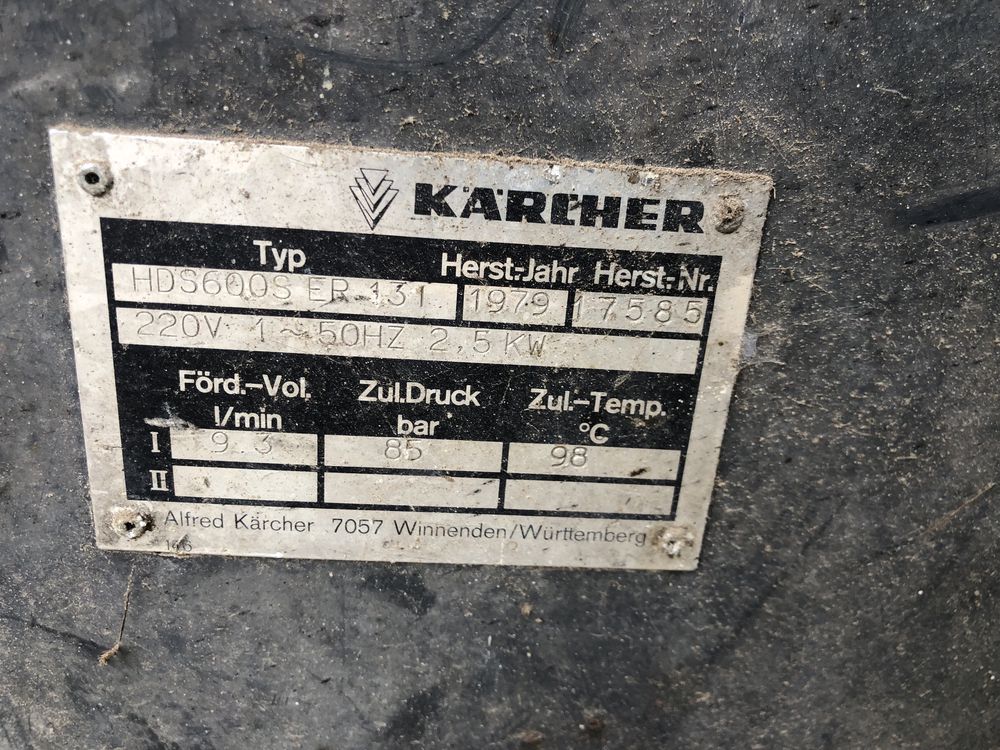 KÄRCHER
Typ Herst.-Jahr Herst.-Nr.
HDS600S ER 131 1979 17585
220V 1~50HZ 2,5 KW
Förd.-Vol. Zul.Druck Zul.-Temp.
l/min bar °C
I 9.3 85 98
II
Alfred Kärcher 7057 Winnenden/Württemberg